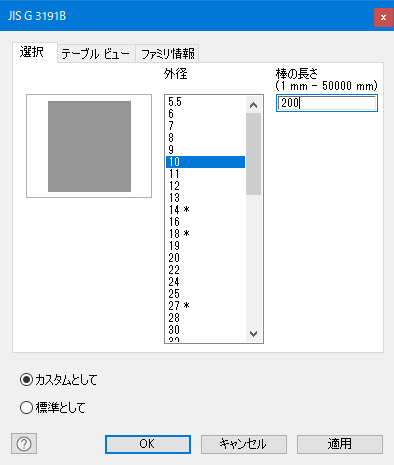 JIS G 3191B
x
選択
テーブル ビュー
ファミリ情報
外径
5.5
6
7
8
9
10
11
12
13
14 *
16
18 *
19
20
22
24
25
27 *
28
30
32
棒の長さ
(1 mm - 50000 mm)
200
カスタムとして
標準として
?
OK
キャンセル
適用